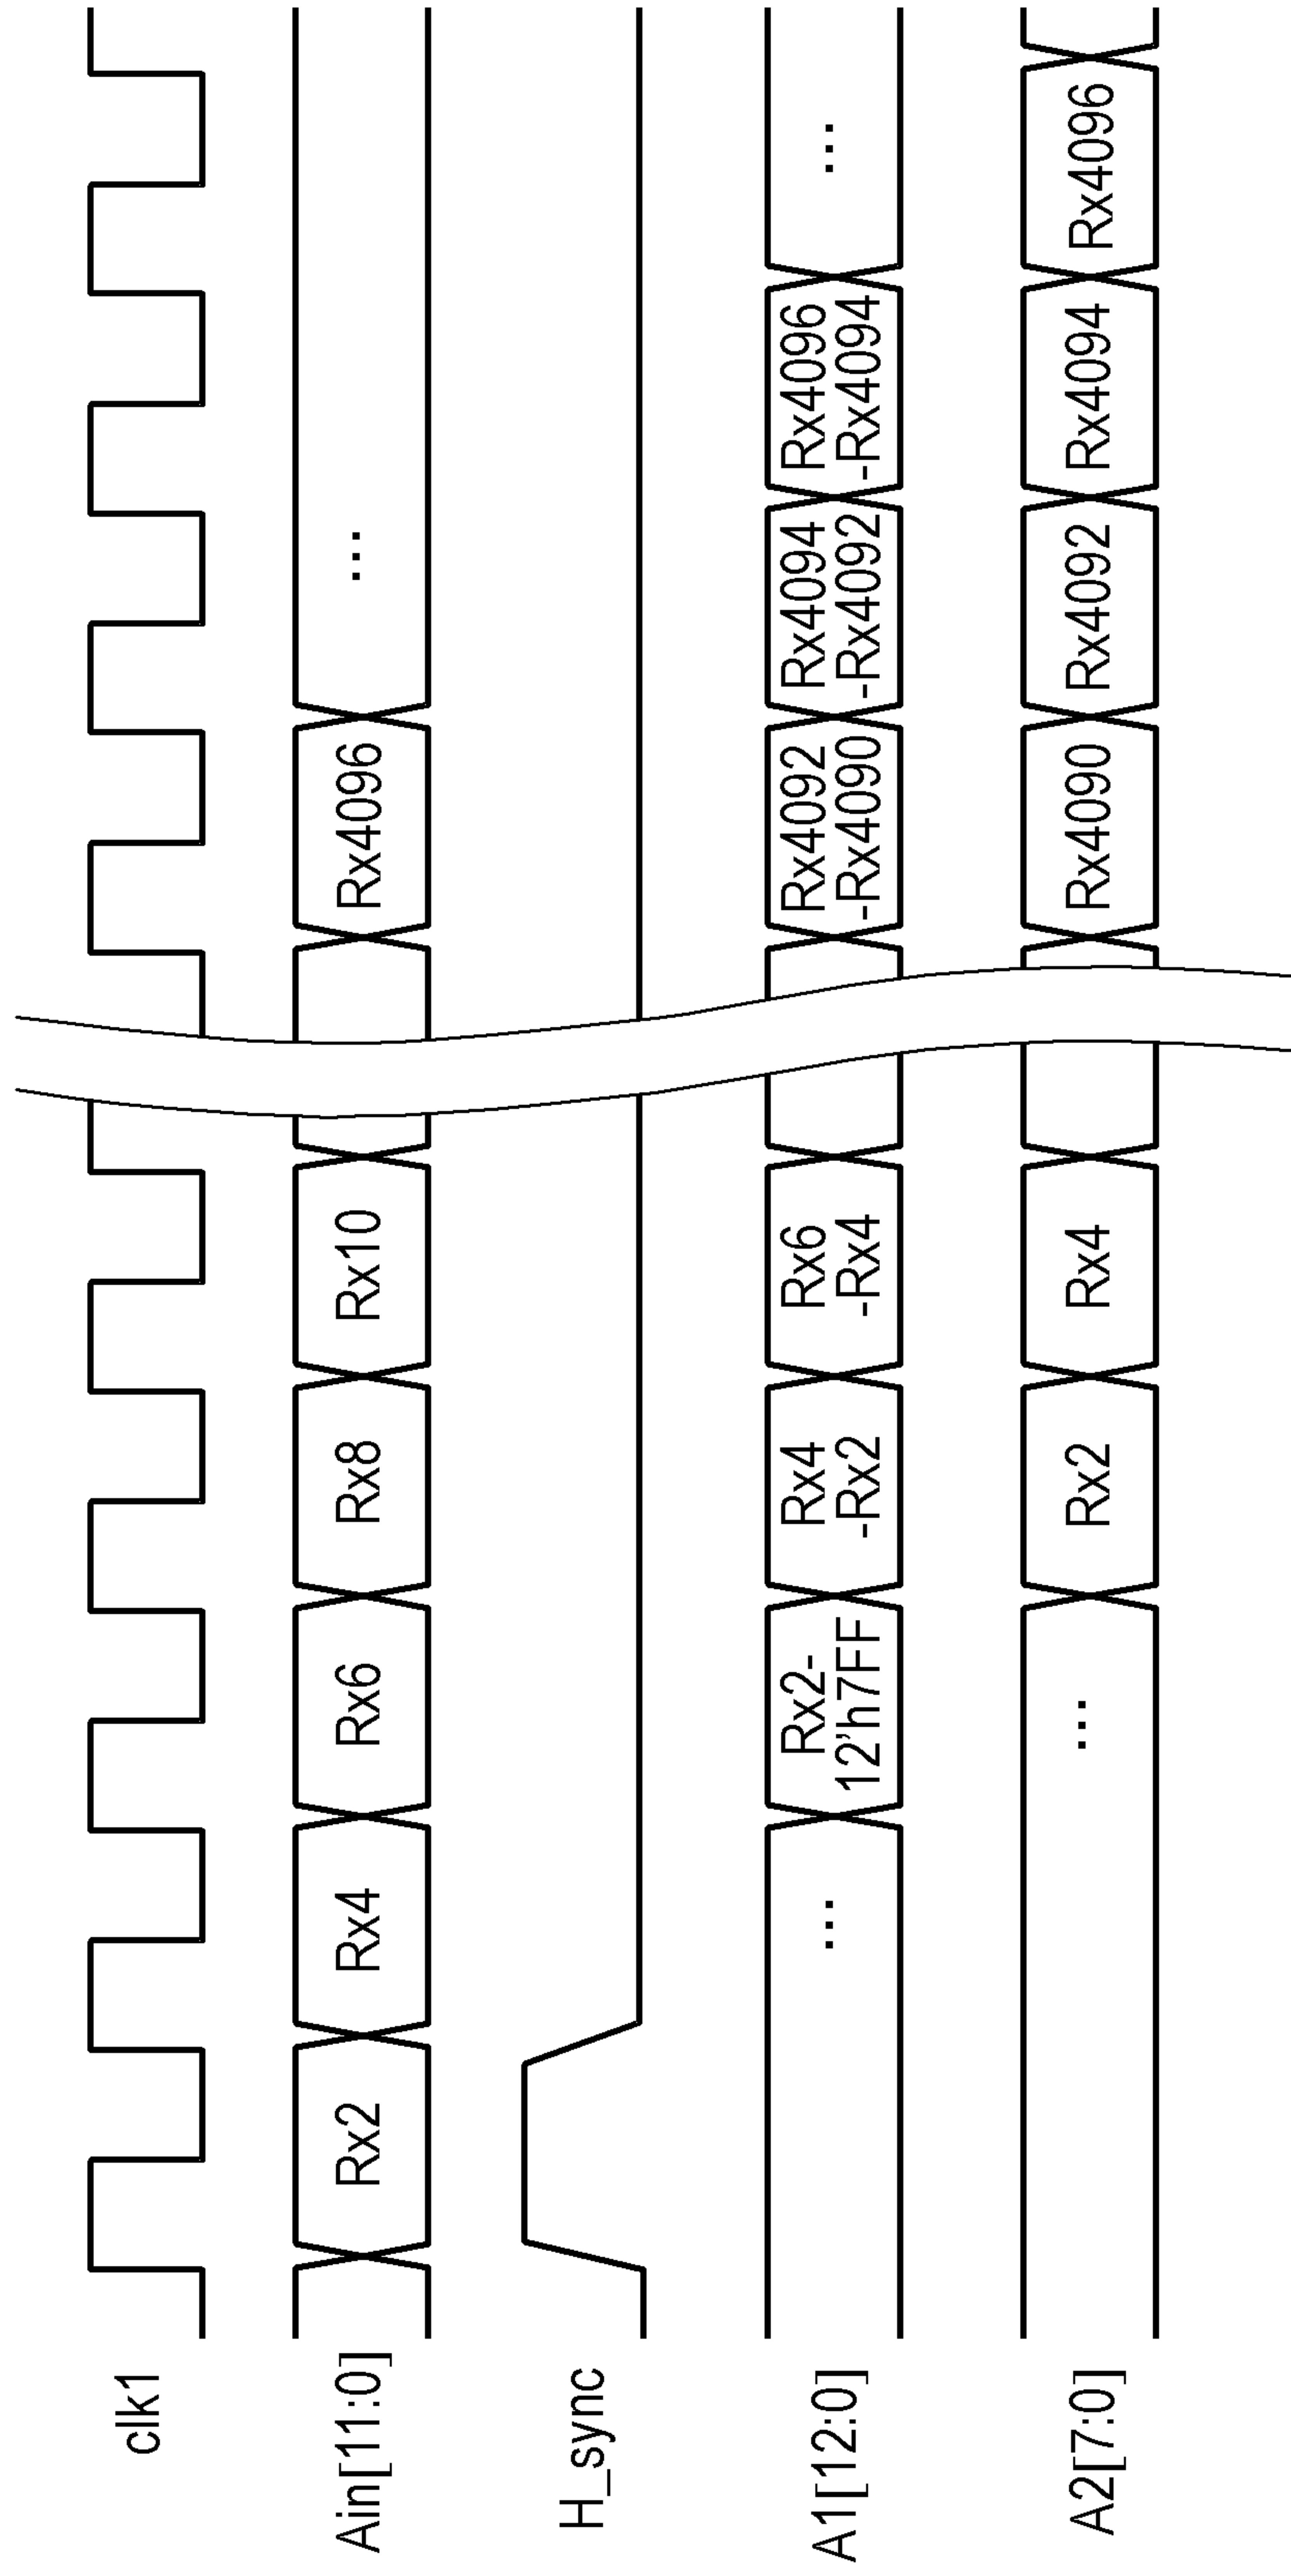 clk1
Ain[11:0]
Rx2
Rx4
Rx6
Rx8
Rx10
Rx4096
...
H_sync
A1[12:0]
...
Rx2-
12'h7FF
Rx4
-Rx2
Rx6
-Rx4
Rx4092
-Rx4090
Rx4094
-Rx4092
Rx4096
-Rx4094
...
A2[7:0]
...
Rx2
Rx4
Rx4090
Rx4092
Rx4094
Rx4096